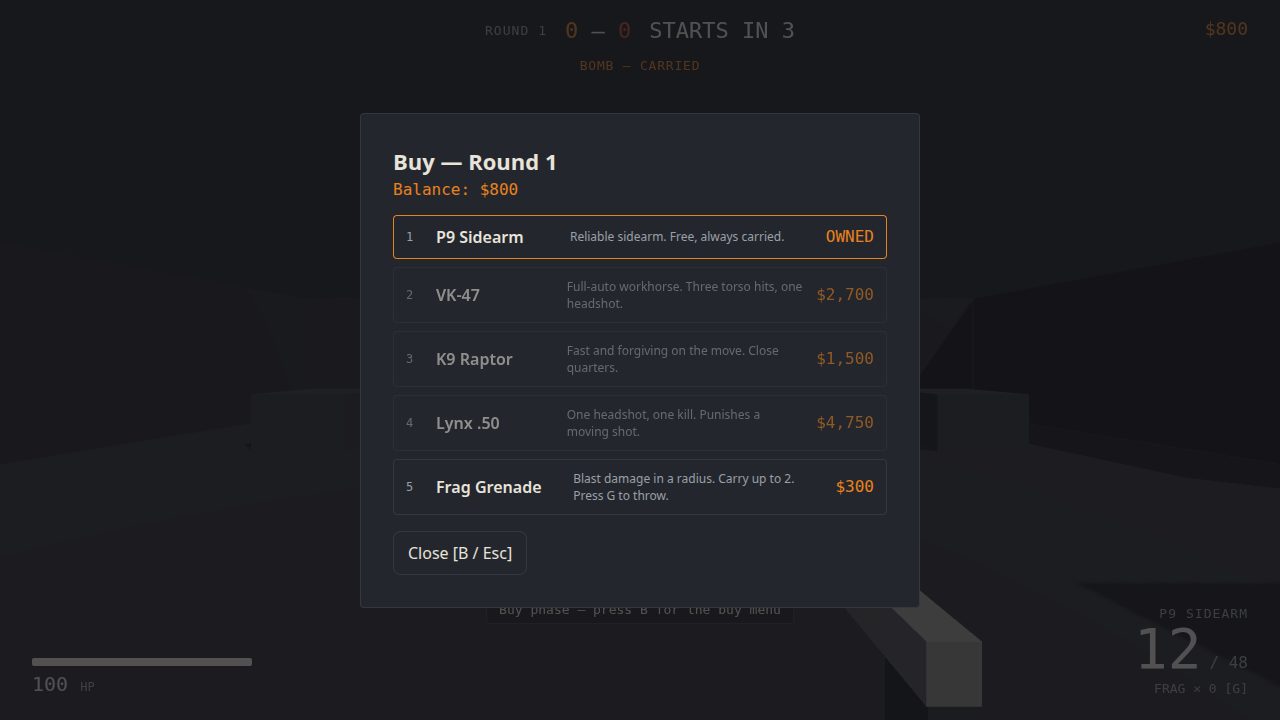 ROUND 1 0 — 0 STARTS IN 3
$800
BOMB — CARRIED
Buy — Round 1
Balance: $800
1 P9 Sidearm Reliable sidearm. Free, always carried. OWNED
2 VK-47 Full-auto workhorse. Three torso hits, one
headshot. $2,700
3 K9 Raptor Fast and forgiving on the move. Close
quarters. $1,500
4 Lynx .50 One headshot, one kill. Punishes a
moving shot. $4,750
5 Frag Grenade Blast damage in a radius. Carry up to 2.
Press G to throw. $300
Close [B / Esc]
Buy phase — press B for the buy menu
100 HP
P9 SIDEARM
12 / 48
FRAG × 0 [G]